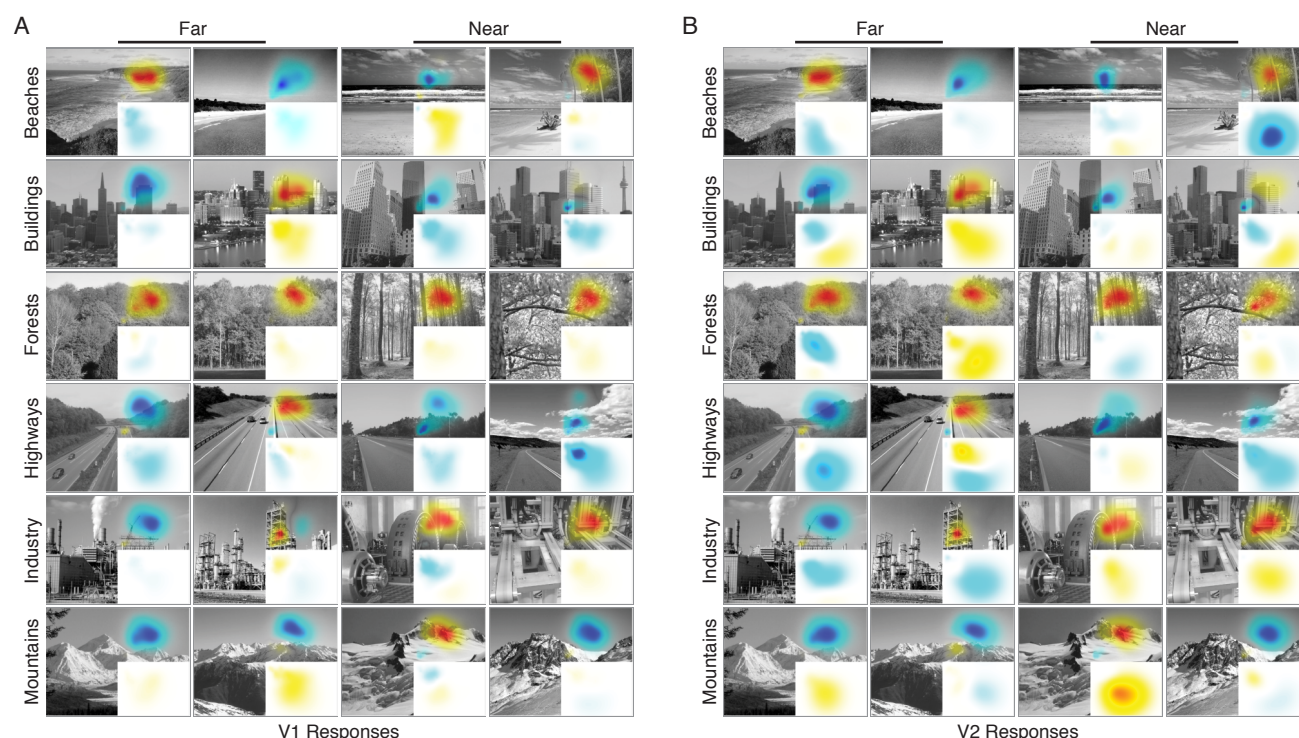 A
Far
Near
Beaches
Buildings
Forests
Highways
Industry
Mountains
V1 Responses
B
Far
Near
Beaches
Buildings
Forests
Highways
Industry
Mountains
V2 Responses